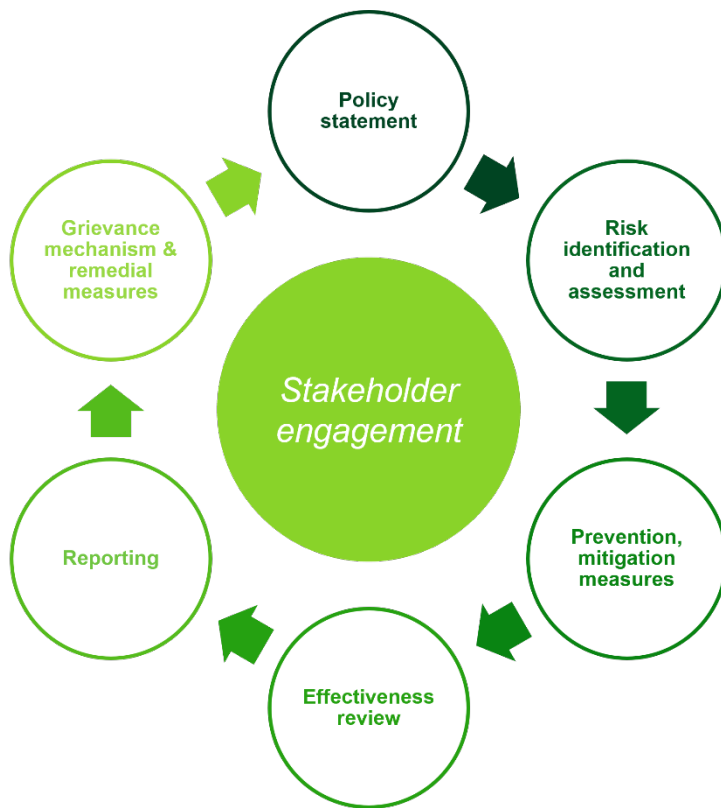 Policy
statement
Risk
identification
and
assessment
Prevention,
mitigation
measures
Effectiveness
review
Reporting
Grievance
mechanism &
remedial
measures
Stakeholder
engagement